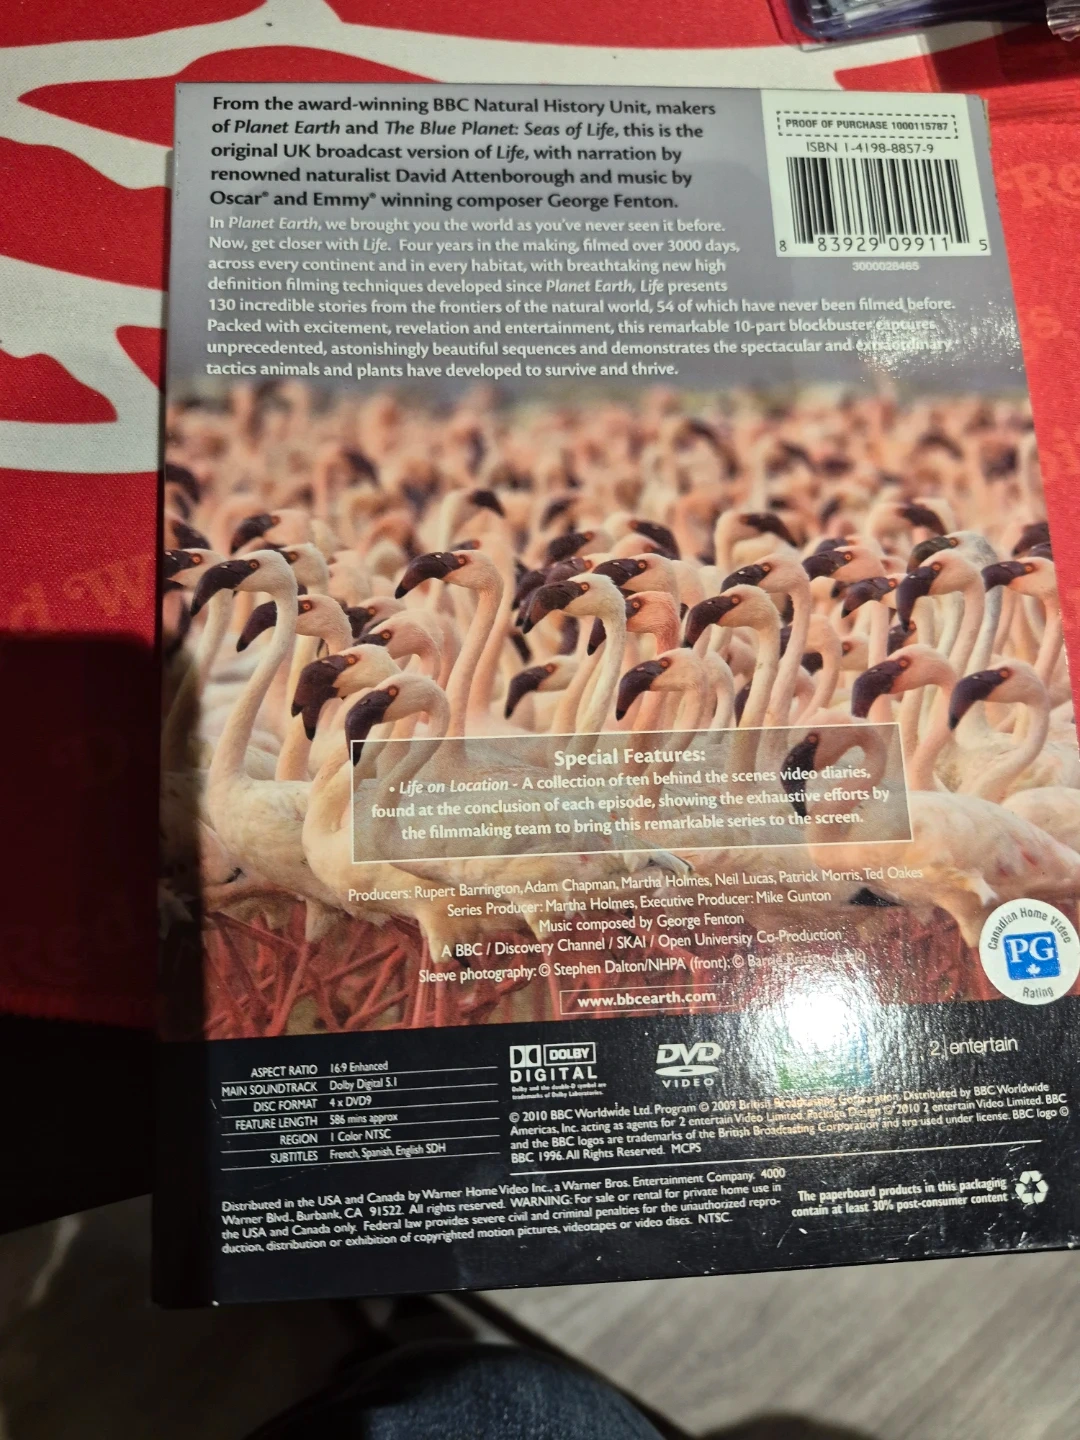 From the award-winning BBC Natural History Unit, makers
of Planet Earth and The Blue Planet: Seas of Life, this is the
original UK broadcast version of Life, with narration by
renowned naturalist David Attenborough and music by
Oscar® and Emmy® winning composer George Fenton.
In Planet Earth, we brought you the world as you've never seen it before.
Now, get closer with Life. Four years in the making, filmed over 3000 days,
across every continent and in every habitat, with breathtaking new high
definition filming techniques developed since Planet Earth, Life presents
130 incredible stories from the frontiers of the natural world, 54 of which have never been filmed before.
Packed with excitement, revelation and entertainment, this remarkable 10-part blockbuster captures
unprecedented, astonishingly beautiful sequences and demonstrates the spectacular and extraordinary
tactics animals and plants have developed to survive and thrive.
PROOF OF PURCHASE 1000115787
ISBN 1-4198-8857-9
8 83929 09911 5
3000028465
Special Features:
• Life on Location - A collection of ten behind the scenes video diaries,
found at the conclusion of each episode, showing the exhaustive efforts by
the filmmaking team to bring this remarkable series to the screen.
Producers: Rupert Barrington, Adam Chapman, Martha Holmes, Neil Lucas, Patrick Morris, Ted Oakes
Series Producer: Martha Holmes, Executive Producer: Mike Gunton
Music composed by George Fenton
A BBC / Discovery Channel / SKAI / Open University Co-Production
Sleeve photography: © Stephen Dalton/NHPA (front); © Barrie Britton
www.bbcearth.com
Canadian Home Video
PG
Rating
ASPECT RATIO 16:9 Enhanced
MAIN SOUNDTRACK Dolby Digital 5.1
DISC FORMAT 4 x DVD9
FEATURE LENGTH 586 mins approx
REGION 1 Color NTSC
SUBTITLES French, Spanish, English SDH
DOLBY
DIGITAL
Dolby and the double-D symbol are
trademarks of Dolby Laboratories.
DVD
VIDEO
2 entertain
© 2010 BBC Worldwide Ltd. Program © 2009 British Broadcasting Corporation. Distributed by BBC Worldwide
Americas, Inc. acting as agents for 2 entertain Video Limited. Package Design © 2010 2 entertain Video Limited. BBC
and the BBC logos are trademarks of the British Broadcasting Corporation and are used under license. BBC logo ©
BBC 1996. All Rights Reserved. MCPS
Distributed in the USA and Canada by Warner Home Video Inc., a Warner Bros. Entertainment Company. 4000
Warner Blvd., Burbank, CA 91522. All rights reserved. WARNING: For sale or rental for private home use in
the USA and Canada only. Federal law provides severe civil and criminal penalties for the unauthorized repro-
duction, distribution or exhibition of copyrighted motion pictures, videotapes or video discs. NTSC.
The paperboard products in this packaging
contain at least 30% post-consumer content